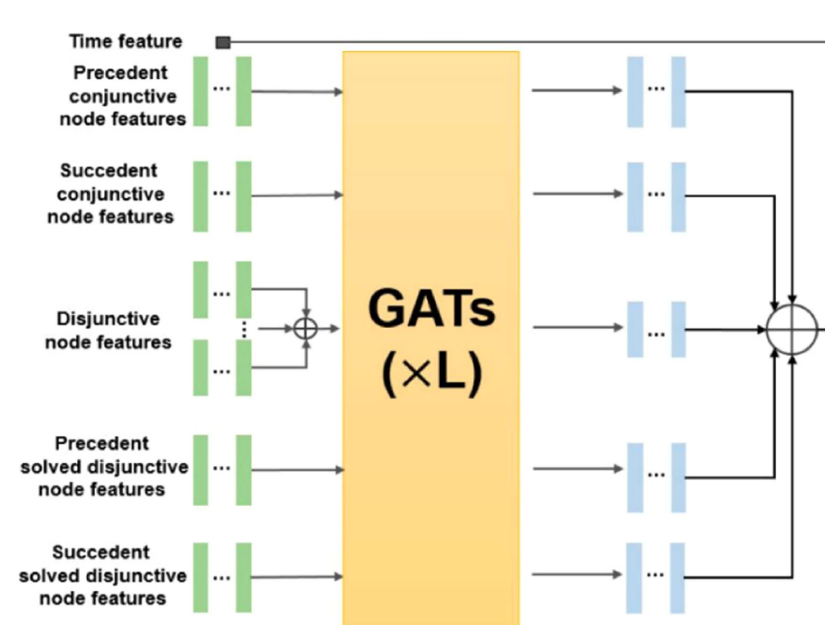 Time feature
Precedent
conjunctive
node features
Succedent
conjunctive
node features
Disjunctive
node features
Precedent
solved disjunctive
node features
Succedent
solved disjunctive
node features
GATs
(×L)